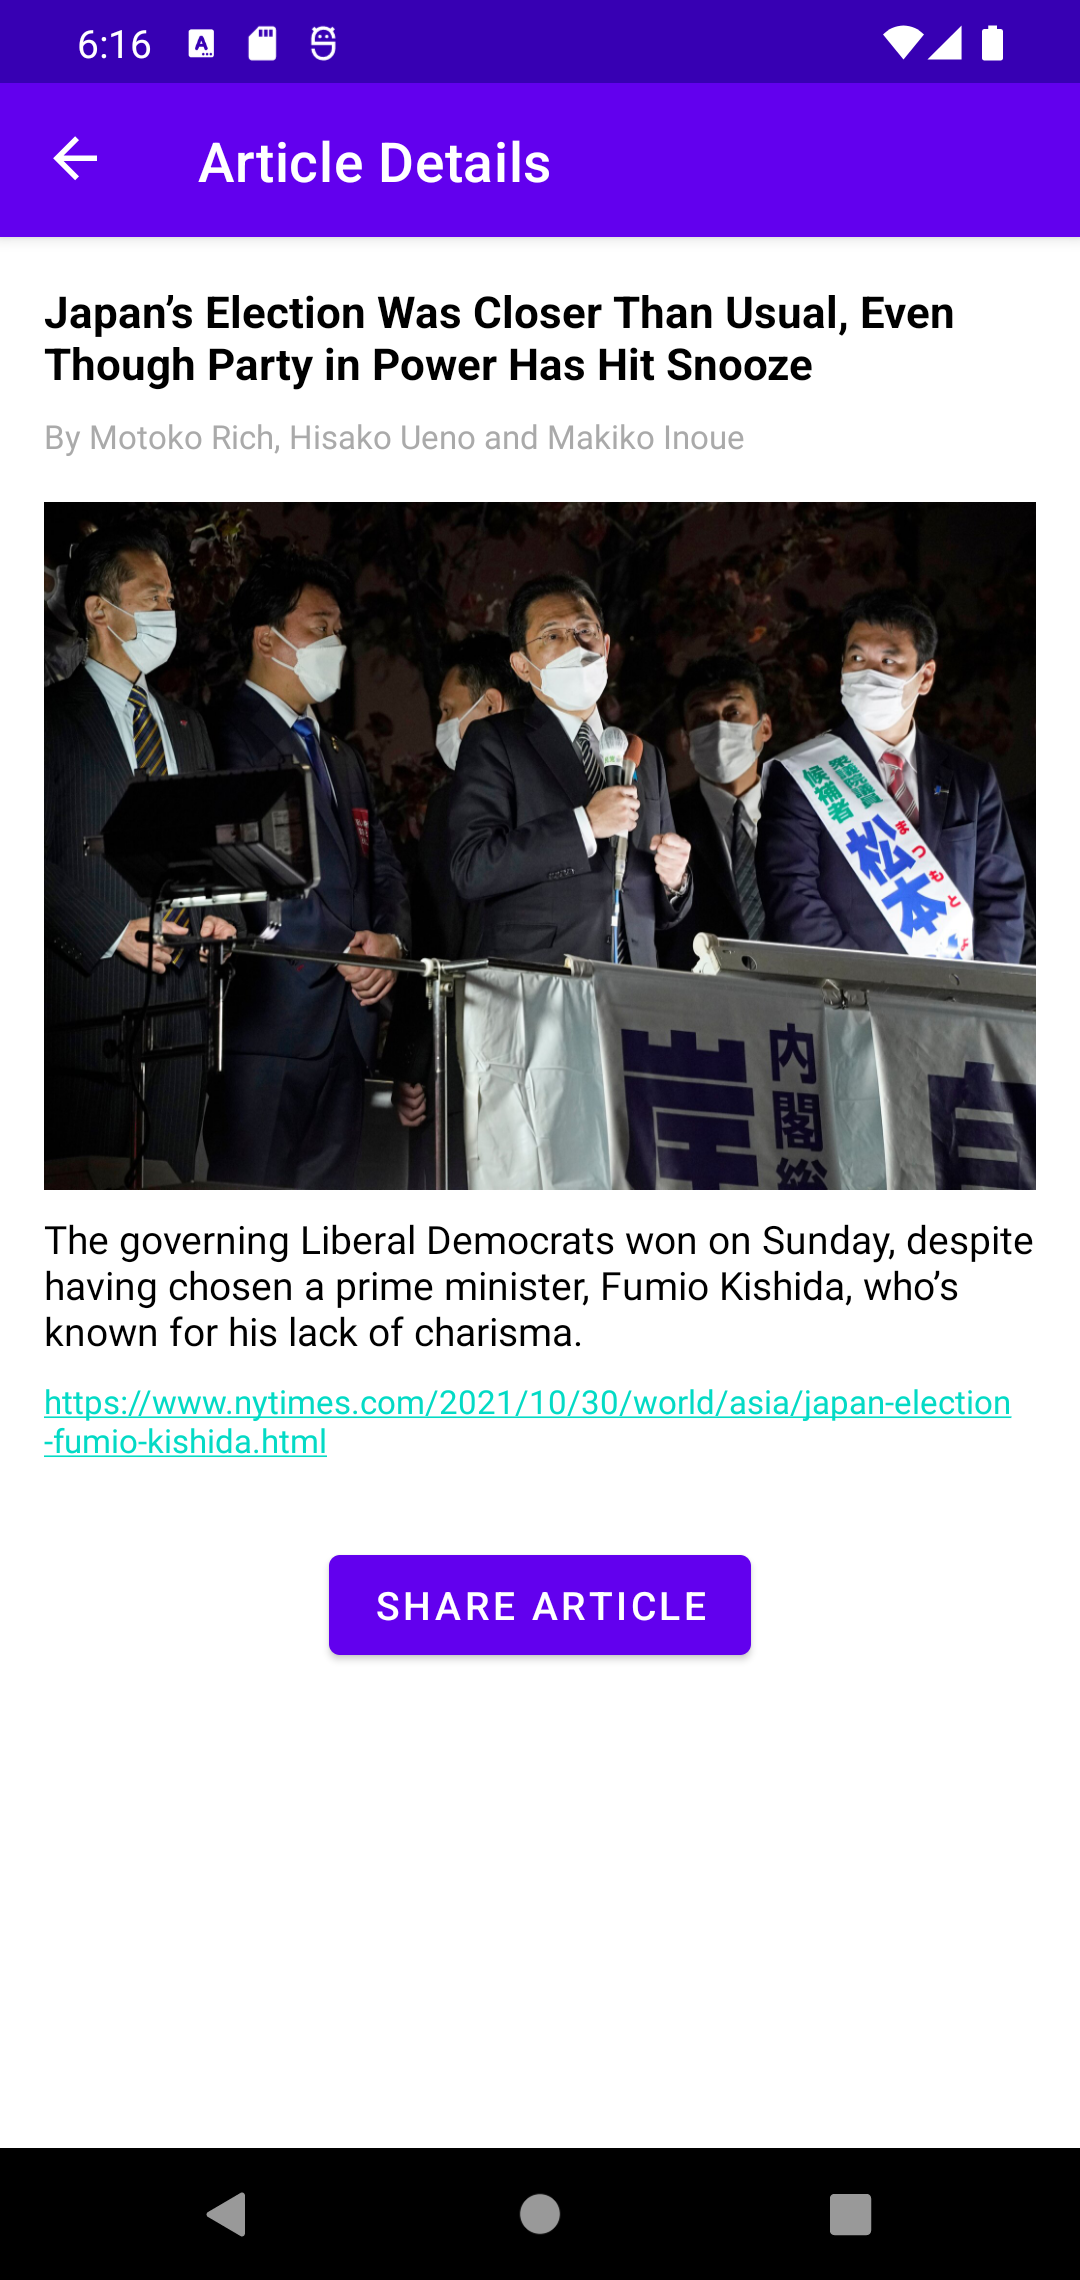 6:16
Article Details
Japan’s Election Was Closer Than Usual, Even
Though Party in Power Has Hit Snooze
By Motoko Rich, Hisako Ueno and Makiko Inoue
衆議院議員
候補者
まつもと
松本
内閣総
岸
自
The governing Liberal Democrats won on Sunday, despite
having chosen a prime minister, Fumio Kishida, who’s
known for his lack of charisma.
https://www.nytimes.com/2021/10/30/world/asia/japan-election
-fumio-kishida.html
SHARE ARTICLE